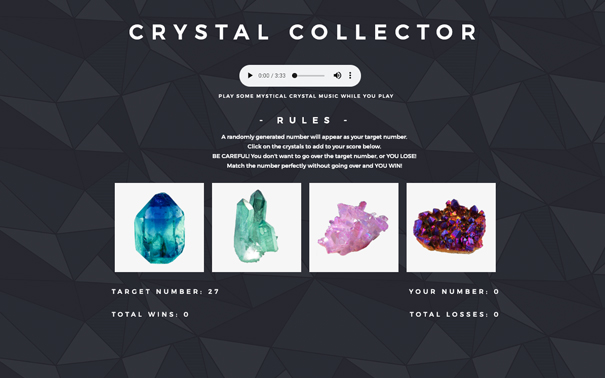 CRYSTAL COLLECTOR
0:00 / 3:33
PLAY SOME MYSTICAL CRYSTAL MUSIC WHILE YOU PLAY
- RULES -
A randomly generated number will appear as your target number.
Click on the crystals to add to your score below.
BE CAREFUL! You don't want to go over the target number, or YOU LOSE!
Match the number perfectly without going over and YOU WIN!
TARGET NUMBER: 27
YOUR NUMBER: 0
TOTAL WINS: 0
TOTAL LOSSES: 0